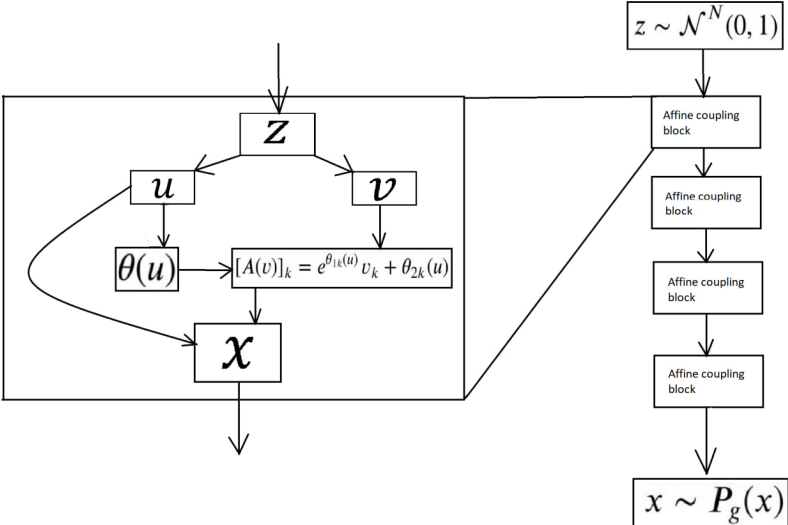 z ~ 𝒩^N(0, 1)
z
u
v
θ(u)
[A(v)]_k = e^{θ_{1k}(u)} v_k + θ_{2k}(u)
x
Affine coupling
block
Affine coupling
block
Affine coupling
block
Affine coupling
block
x ~ P_g(x)